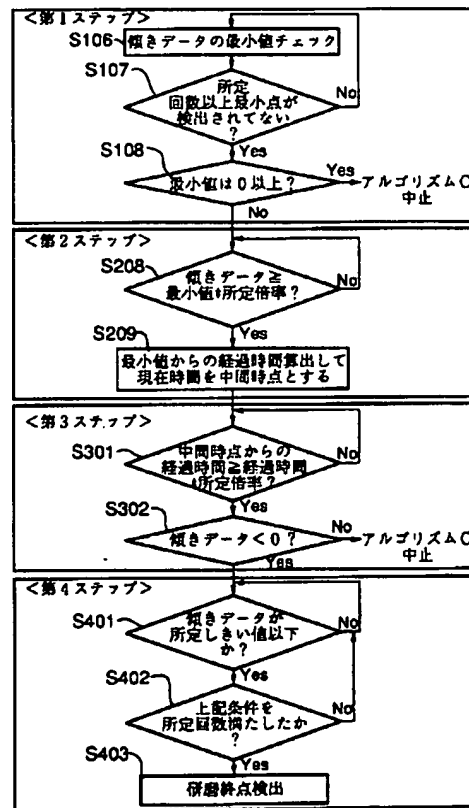 <第1ステップ>
S106
傾きデータの最小値チェック
S107
所定
回数以上最小点が
検出されてない
?
No
Yes
S108
最小値は0以上?
Yes
アルゴリズムC
中止
No
<第2ステップ>
S208
傾きデータ≧
最小値*所定倍率?
No
Yes
S209
最小値からの経過時間算出して
現在時間を中間時点とする
<第3ステップ>
S301
中間時点からの
経過時間≧経過時間
*所定倍率?
No
Yes
S302
傾きデータ<0?
No
アルゴリズムC
中止
Yes
<第4ステップ>
S401
傾きデータが
所定しきい値以下
か?
No
Yes
S402
上記条件を
所定回数満たしたか
?
No
Yes
S403
研磨終点検出